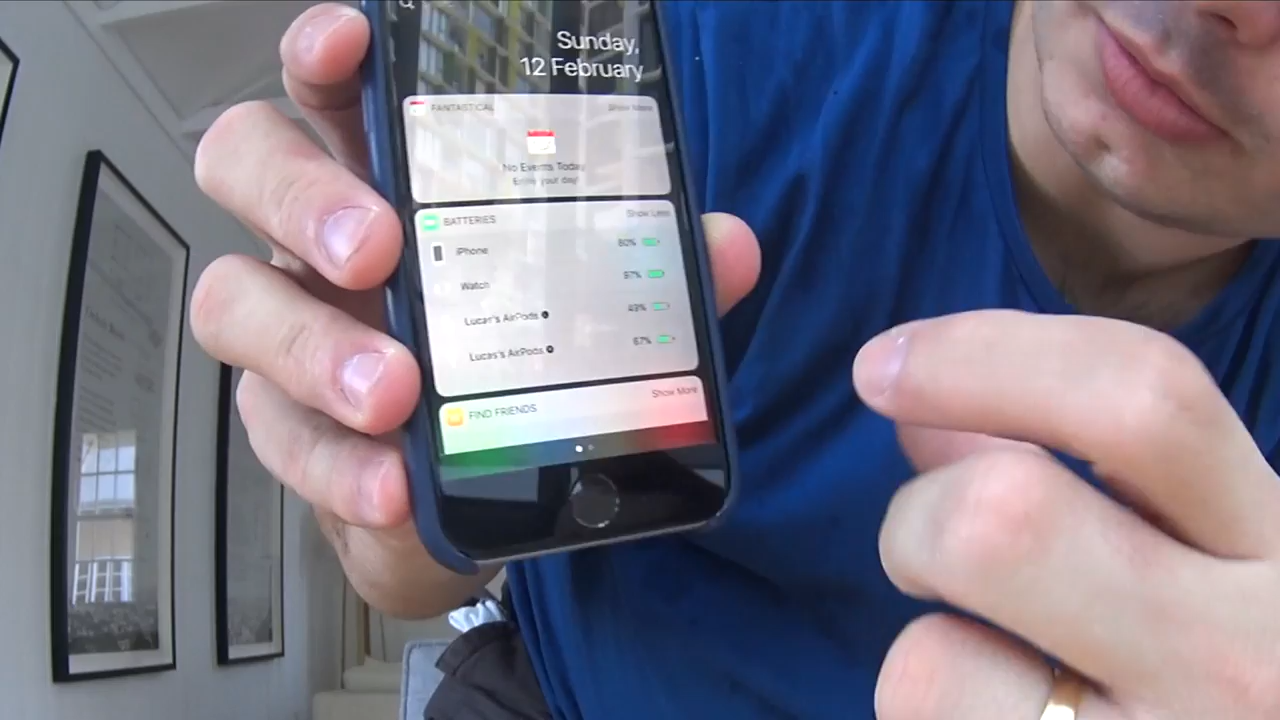 Sunday,
12 February
FANTASTICAL Show More
No Events Today
Enjoy your day!
BATTERIES Show Less
iPhone 80%
Watch
Lucas's AirPods L 49%
Lucas's AirPods R 67%
FIND FRIENDS Show More